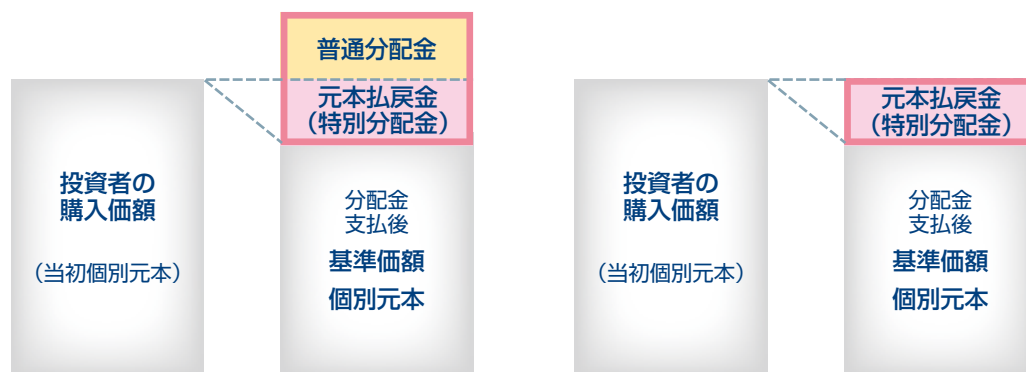 普通分配金
元本払戻金
（特別分配金）
投資者の
購入価額
（当初個別元本）
分配金
支払後
基準価額
個別元本
元本払戻金
（特別分配金）
投資者の
購入価額
（当初個別元本）
分配金
支払後
基準価額
個別元本